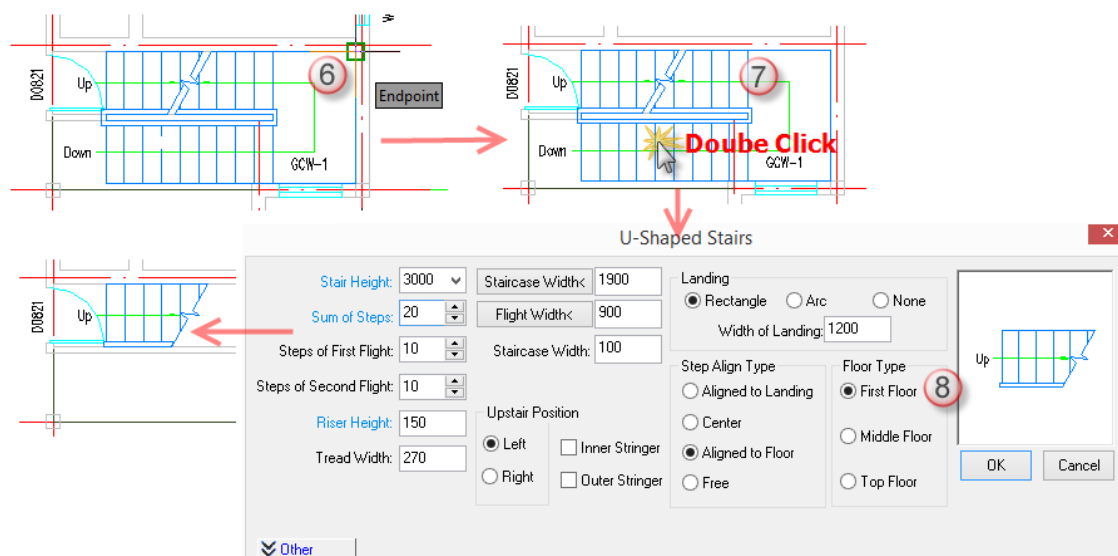 W
6
D0821
Up
Endpoint
Down
GCW-1
7
D0821
Up
Doube Click
Down
GCW-1
D0821
Up
U-Shaped Stairs
Stair Height: 3000
Staircase Width< 1900
Landing
Rectangle Arc None
Sum of Steps: 20
Flight Width< 900
Width of Landing: 1200
Steps of First Flight: 10
Staircase Width: 100
Step Align Type
Floor Type
Aligned to Landing
First Floor
8
Steps of Second Flight: 10
Upstair Position
Center
Riser Height: 150
Left
Inner Stringer
Aligned to Floor
Middle Floor
Tread Width: 270
Right
Outer Stringer
Free
Top Floor
Up
OK Cancel
Other